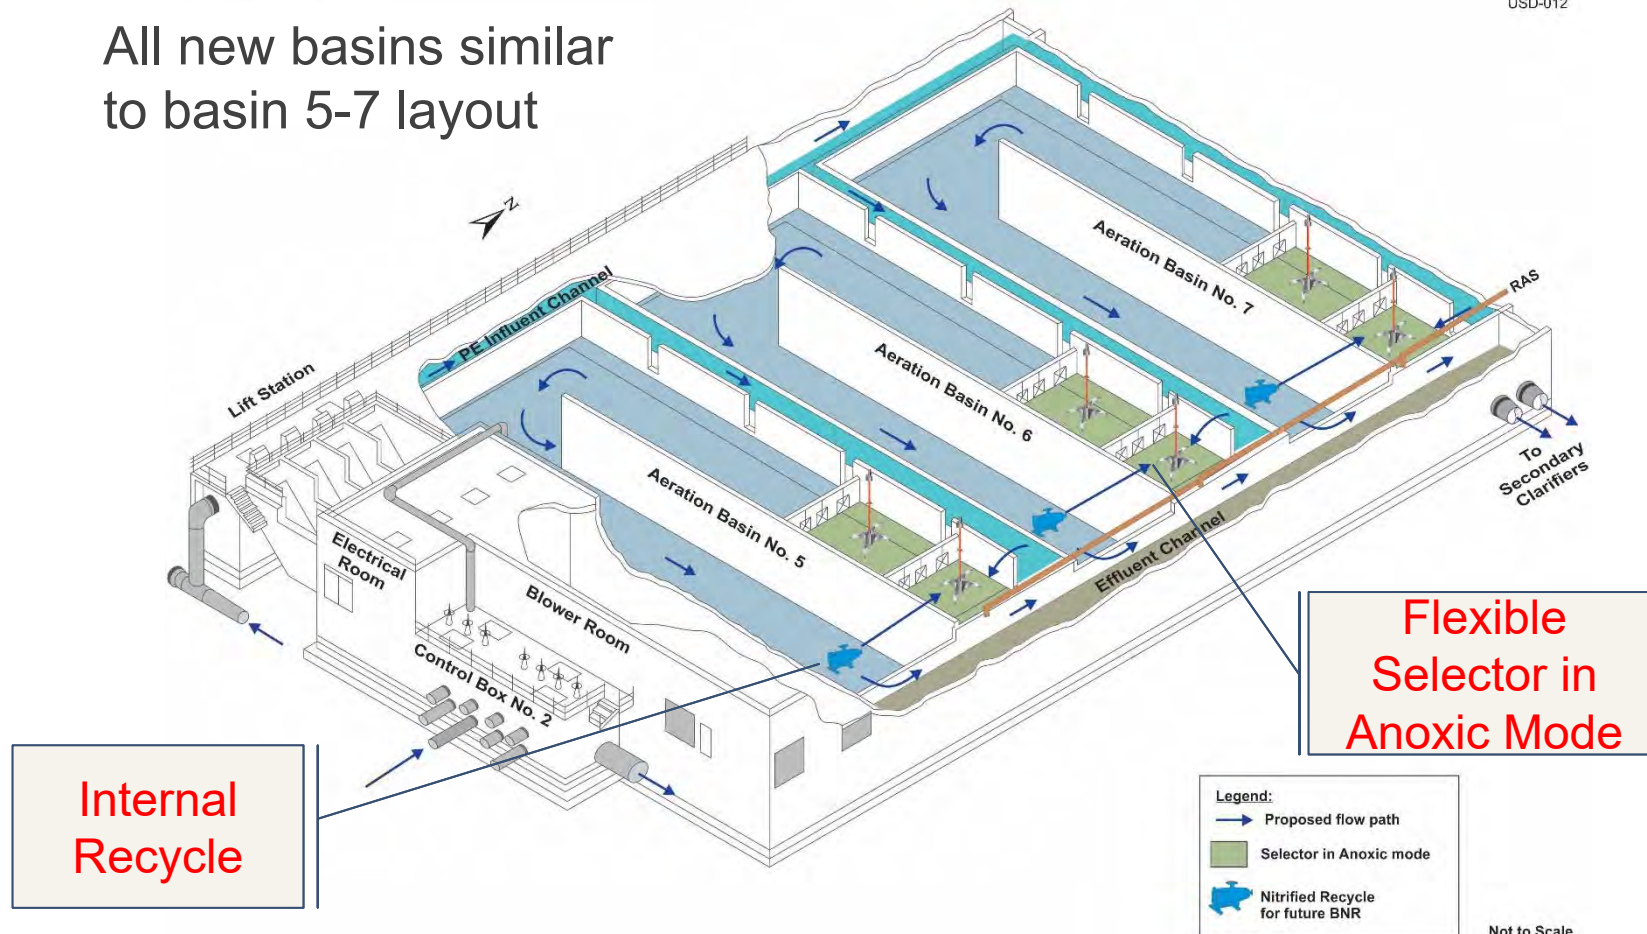 USD-012
All new basins similar
to basin 5-7 layout
N
PE Influent Channel
Lift Station
Aeration Basin No. 7
RAS
Aeration Basin No. 6
Aeration Basin No. 5
To
Secondary
Clarifiers
Effluent Channel
Electrical
Room
Blower Room
Control Box No. 2
Flexible
Selector in
Anoxic Mode
Internal
Recycle
Legend:
Proposed flow path
Selector in Anoxic mode
Nitrified Recycle
for future BNR
Not to Scale